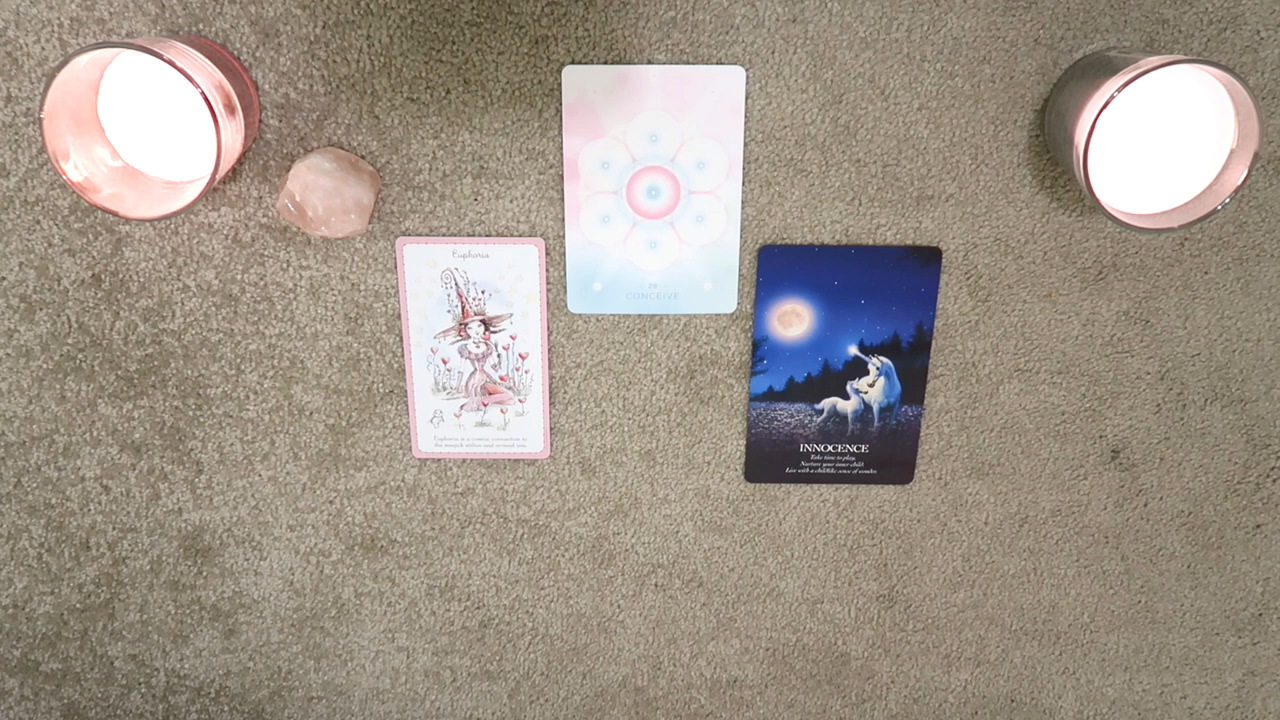 Euphoria
Euphoria is a cosmic connection to
the magick within and around you.
28
CONCEIVE
INNOCENCE
Take time to play.
Nurture your inner child.
Live with a childlike sense of wonder.